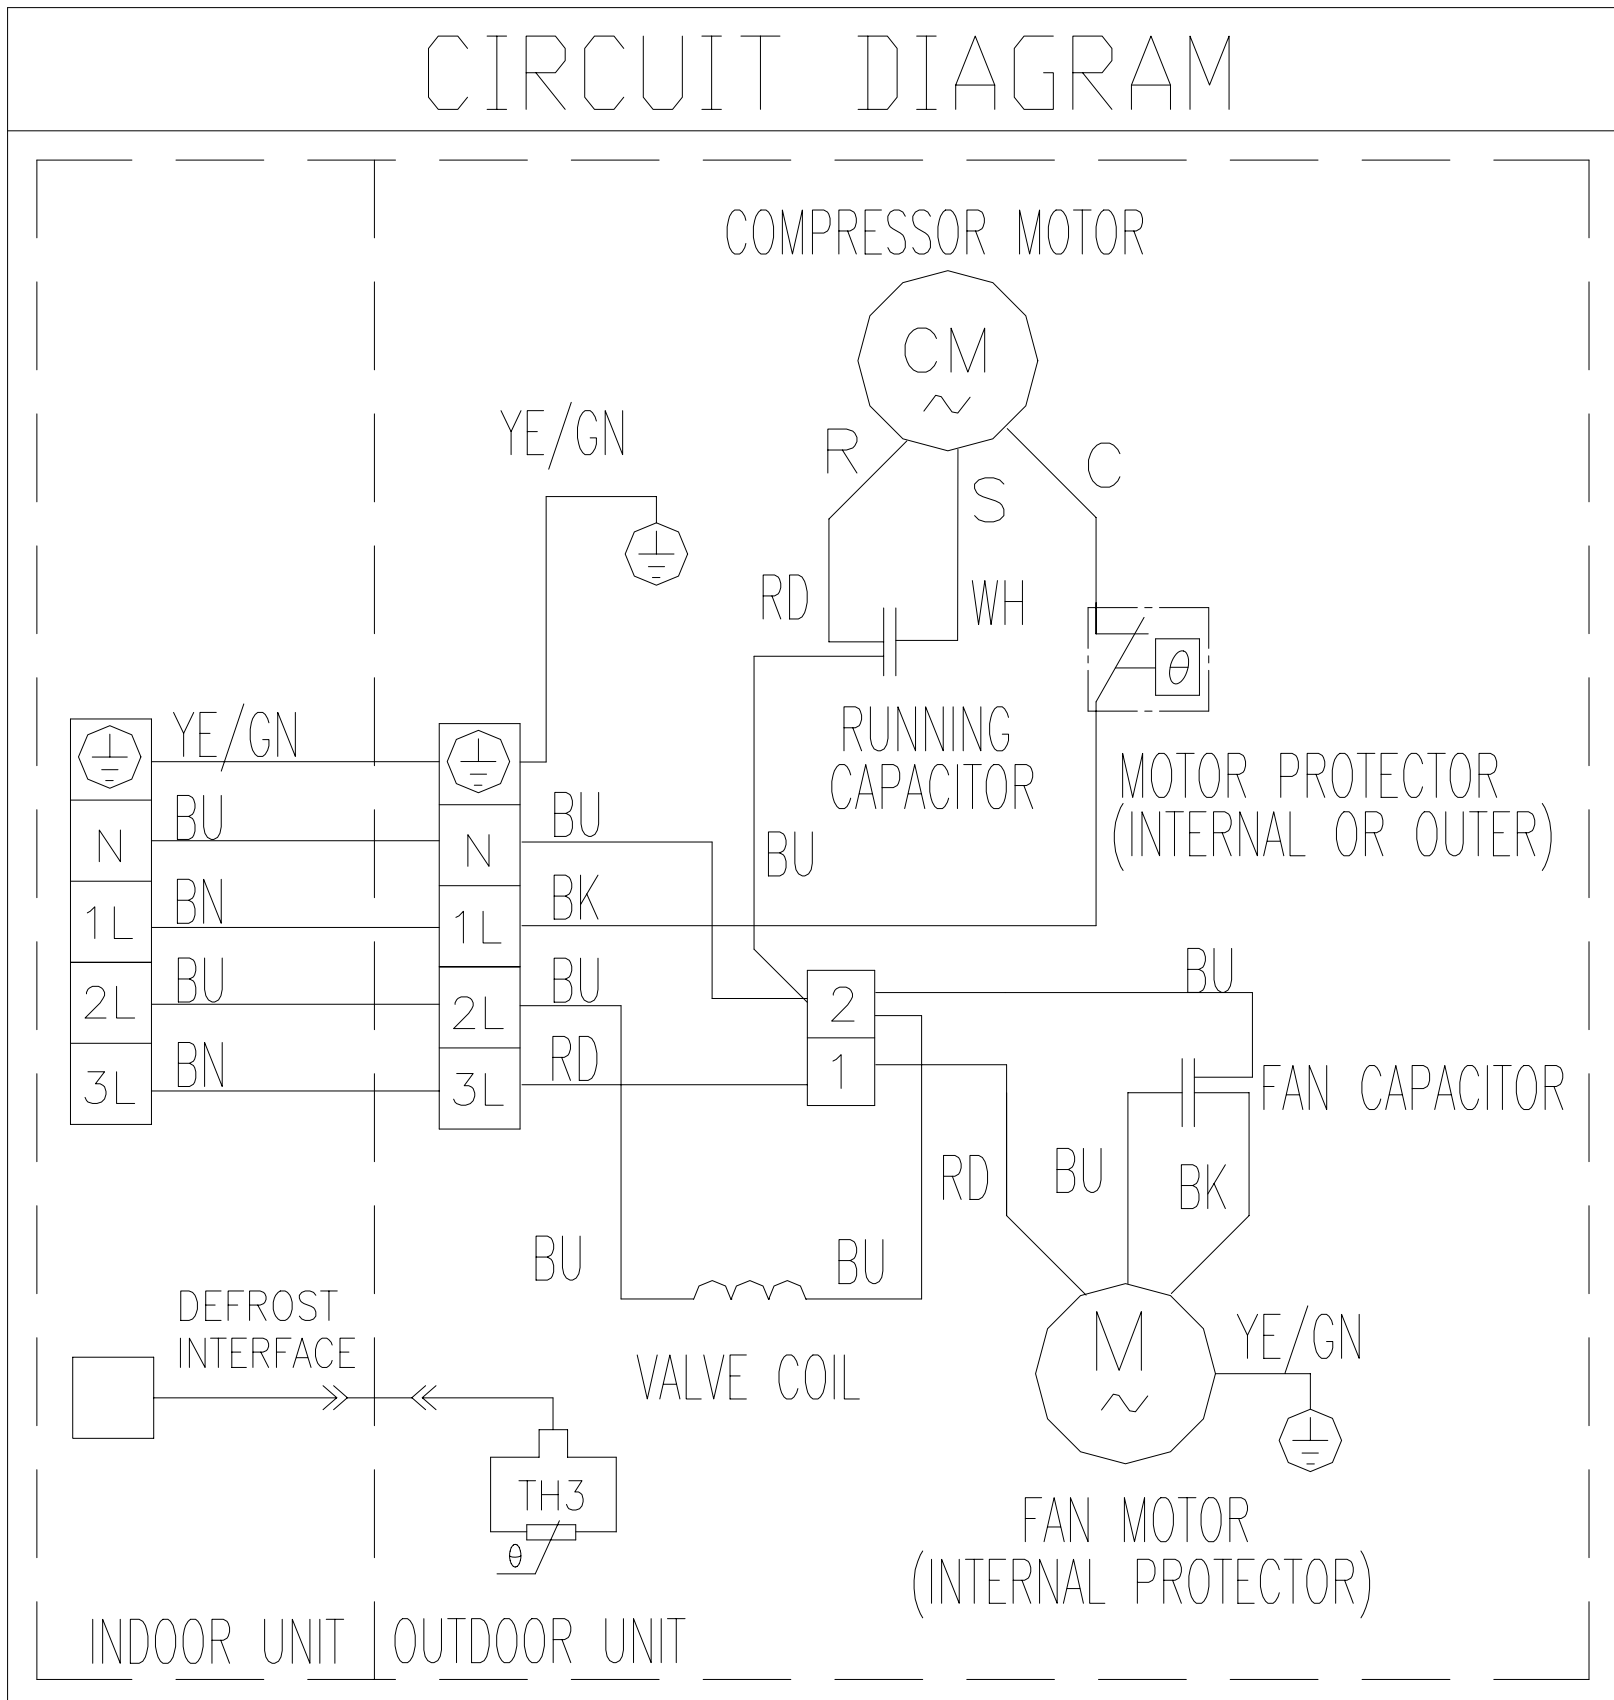 CIRCUIT DIAGRAM
COMPRESSOR MOTOR
CM
YE/GN
R
S
C
RD
WH
θ
RUNNING
CAPACITOR
MOTOR PROTECTOR
(INTERNAL OR OUTER)
YE/GN
BU
N
BU
N
BU
BU
BN
1L
BK
1L
BU
2L
BU
2L
BU
2
1
BN
3L
RD
3L
FAN CAPACITOR
RD
BU
BK
BU
BU
DEFROST
INTERFACE
VALVE COIL
M
YE/GN
TH3
θ
FAN MOTOR
(INTERNAL PROTECTOR)
INDOOR UNIT
OUTDOOR UNIT